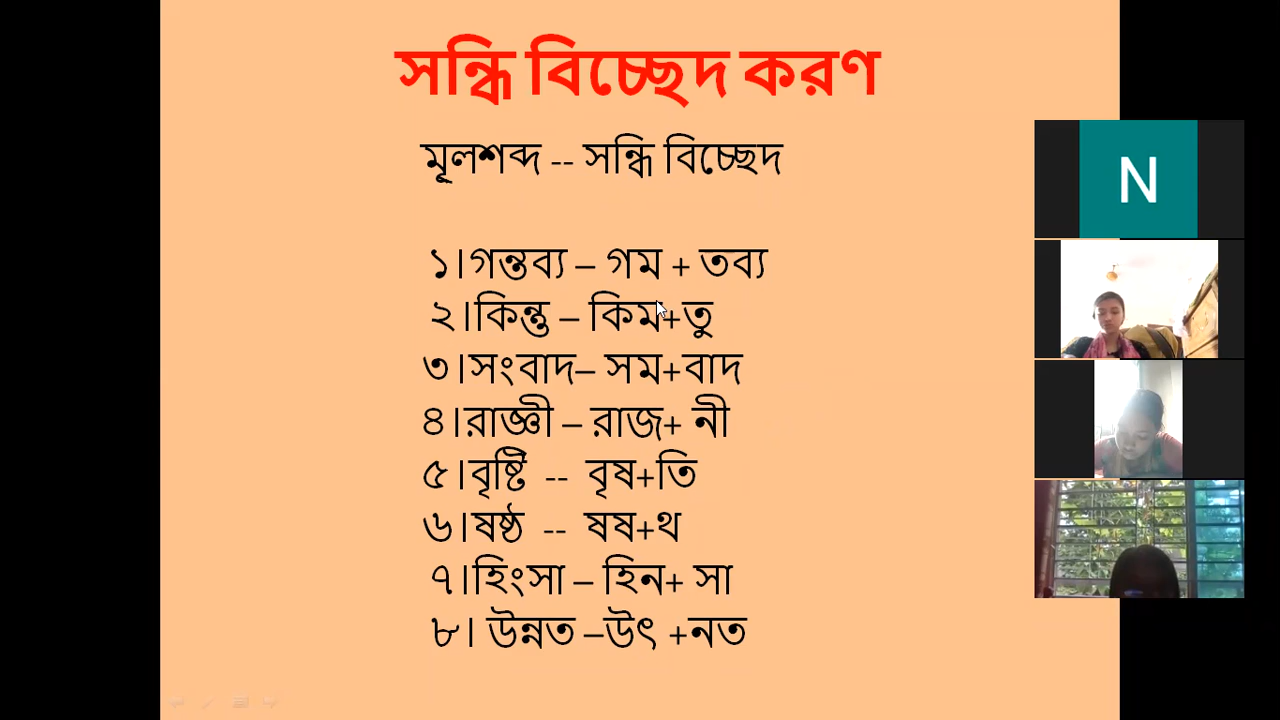 সন্ধি বিচ্ছেদ করণ
মূলশব্দ -- সন্ধি বিচ্ছেদ
১।গন্তব্য – গম + তব্য
২।কিন্তু – কিম+তু
৩।সংবাদ– সম+বাদ
৪।রাজ্ঞী – রাজ+ নী
৫।বৃষ্টি -- বৃষ+তি
৬।ষষ্ঠ -- ষষ+থ
৭।হিংসা – হিন+ সা
৮। উন্নত –উৎ +নত
N